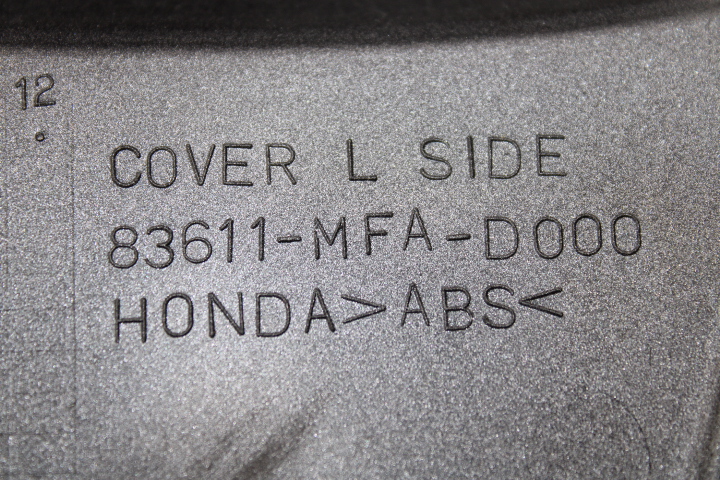 12
COVER L SIDE
83611-MFA-D000
HONDA>ABS<